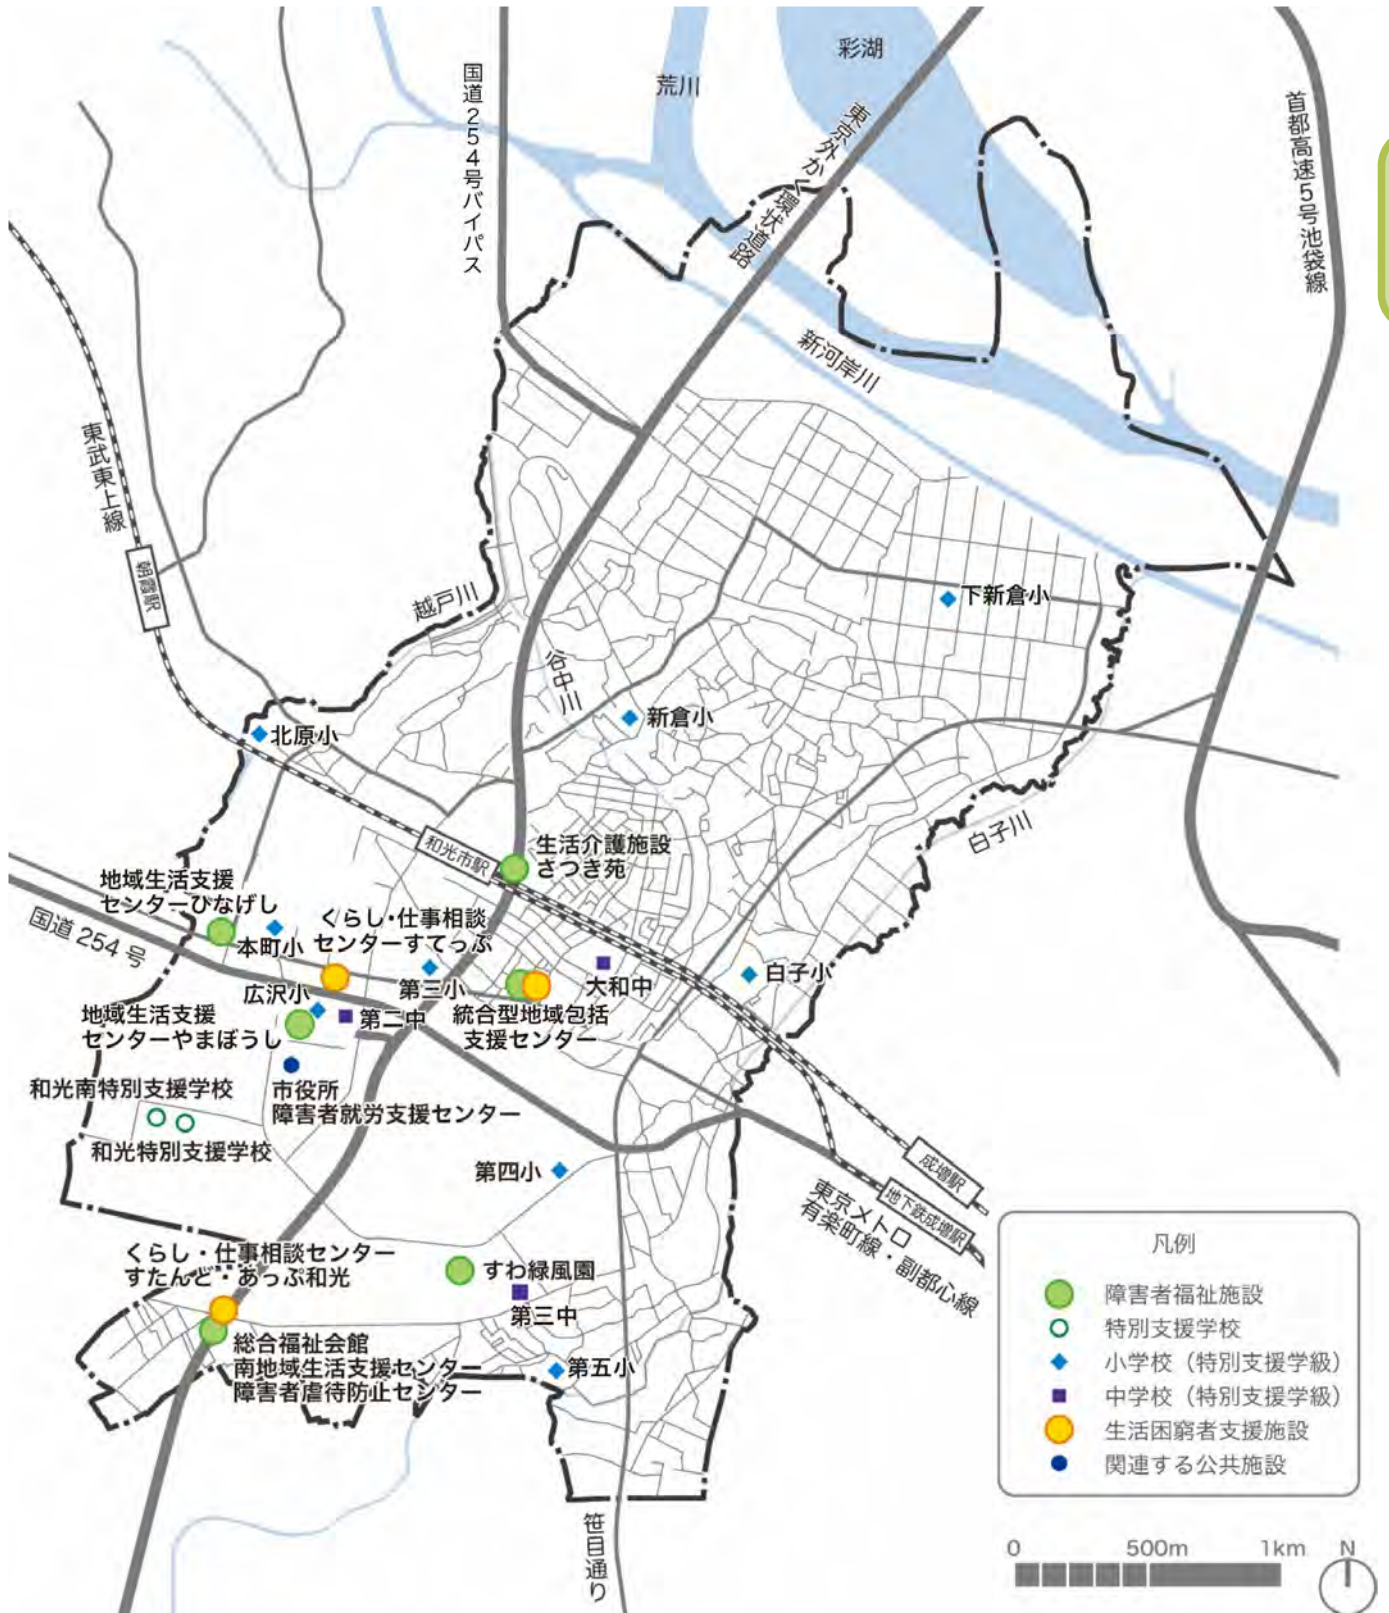 彩湖
荒川
国道254号バイパス
東京外かく環状道路
首都高速5号池袋線
新河岸川
東武東上線
朝霞駅
越戸川
谷中川
下新倉小
新倉小
北原小
白子川
和光市駅
生活介護施設
さつき苑
地域生活支援
センターひなげし
国道 254 号
本町小
くらし・仕事相談
センターすてっぷ
広沢小
第三小
大和中
白子小
地域生活支援
センターやまぼうし
第二中
統合型地域包括
支援センター
和光南特別支援学校
市役所
障害者就労支援センター
和光特別支援学校
第四小
成増駅
地下鉄成増駅
東京メトロ
有楽町線・副都心線
くらし・仕事相談センター
すたんど・あっぷ和光
すわ緑風園
第三中
総合福祉会館
南地域生活支援センター
障害者虐待防止センター
第五小
笹目通り
凡例
障害者福祉施設
特別支援学校
小学校（特別支援学級）
中学校（特別支援学級）
生活困窮者支援施設
関連する公共施設
0 500m 1km N